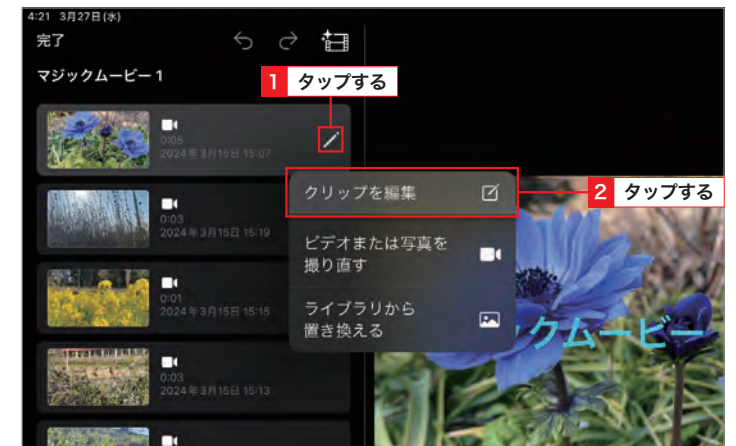 4:21 3月27日(水)
完了
マジックムービー 1
1 タップする
0:05
2024年3月15日 15:07
クリップを編集
2 タップする
0:03
2024年3月15日 15:19
ビデオまたは写真を
撮り直す
0:01
2024年3月15日 15:15
ライブラリから
置き換える
ックムービー
0:03
2024年3月15日 15:13